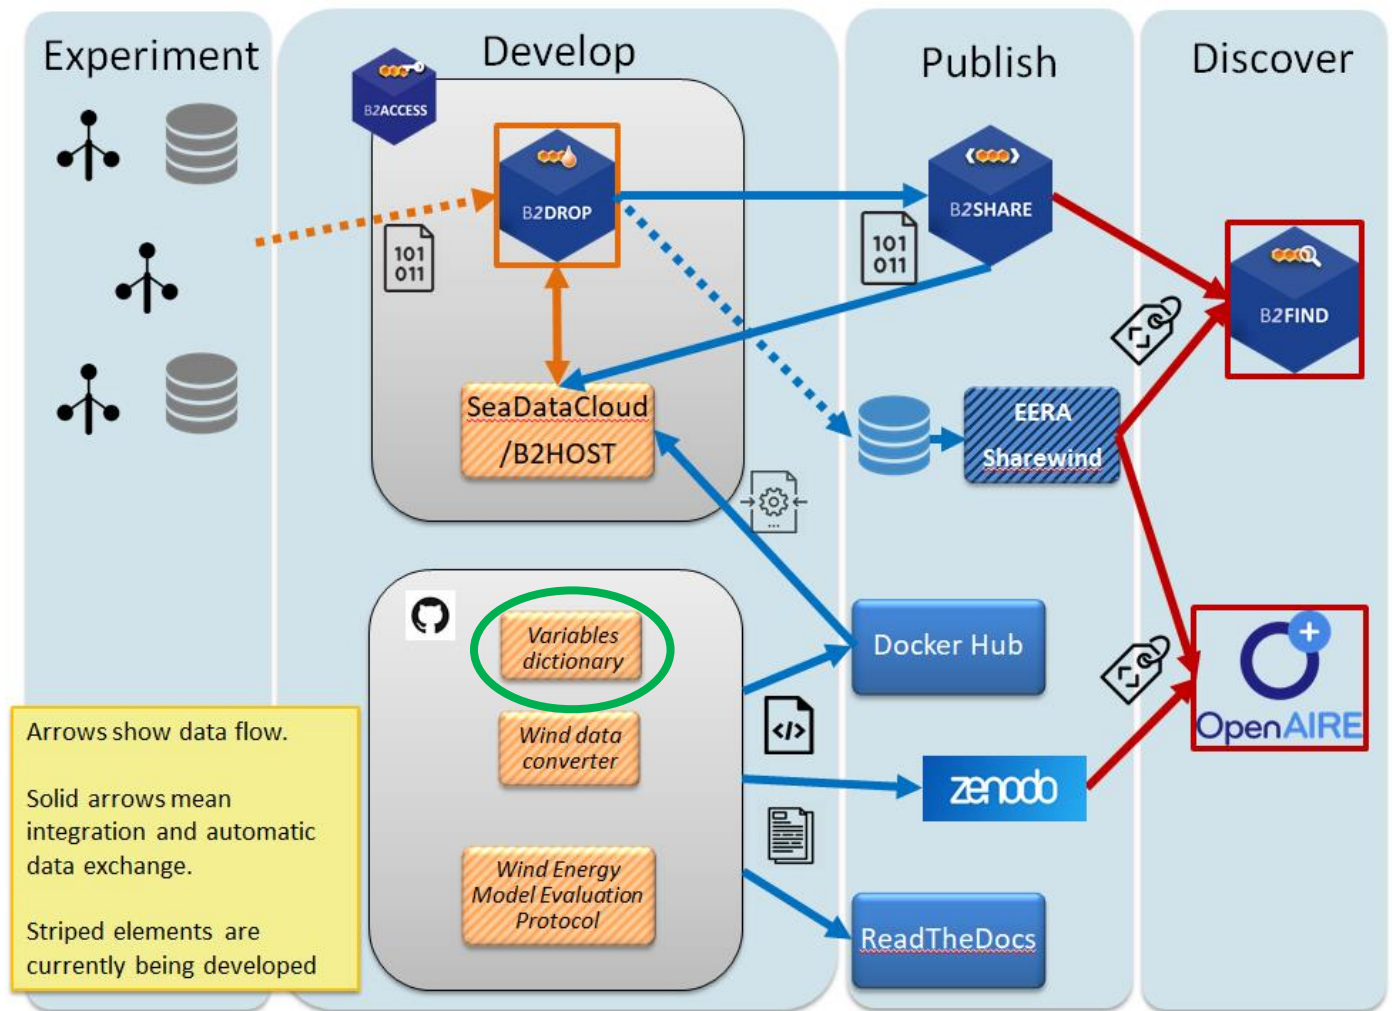 Experiment
Develop
Publish
Discover
B2ACCESS
B2DROP
101
011
SeaDataCloud
/B2HOST
B2SHARE
101
011
EERA
Sharewind
B2FIND
...
Variables
dictionary
Wind data
converter
Wind Energy
Model Evaluation
Protocol
Docker Hub
</>
zenodo
ReadTheDocs
OpenAIRE
Arrows show data flow.
Solid arrows mean
integration and automatic
data exchange.
Striped elements are
currently being developed